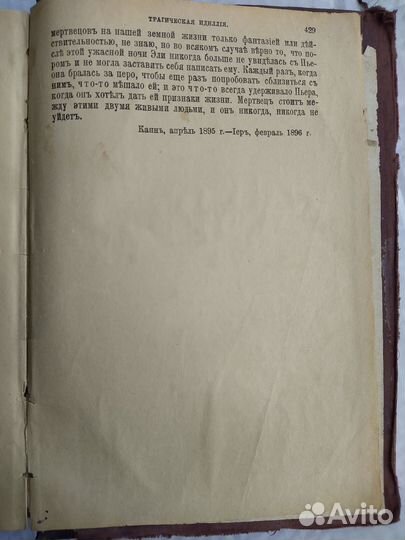 ТРАГИЧЕСКАЯ ИДИЛЛІЯ. 429
мертвецовъ на нашей земной жизни только фантазіей или дѣй-
ствительностью, не знаю, но во всякомъ случаѣ вѣрно то, что по-
слѣ этой ужасной ночи Эли никогда больше не увидѣлась съ Пье-
ромъ и не могла заставить себя написать ему. Каждый разъ, когда
она бралась за перо, чтобы еще разъ попробовать сблизиться съ
нимъ, что-то мѣшало ей; и это что-то всегда удерживало Пьера,
когда онъ хотѣлъ дать ей признаки жизни. Мертвецъ стоитъ ме-
жду этими двумя живыми людьми, и онъ никогда, никогда не
уйдетъ.
Каннъ, апрѣль 1895 г.—Іеръ, февраль 1896 г.
Avito